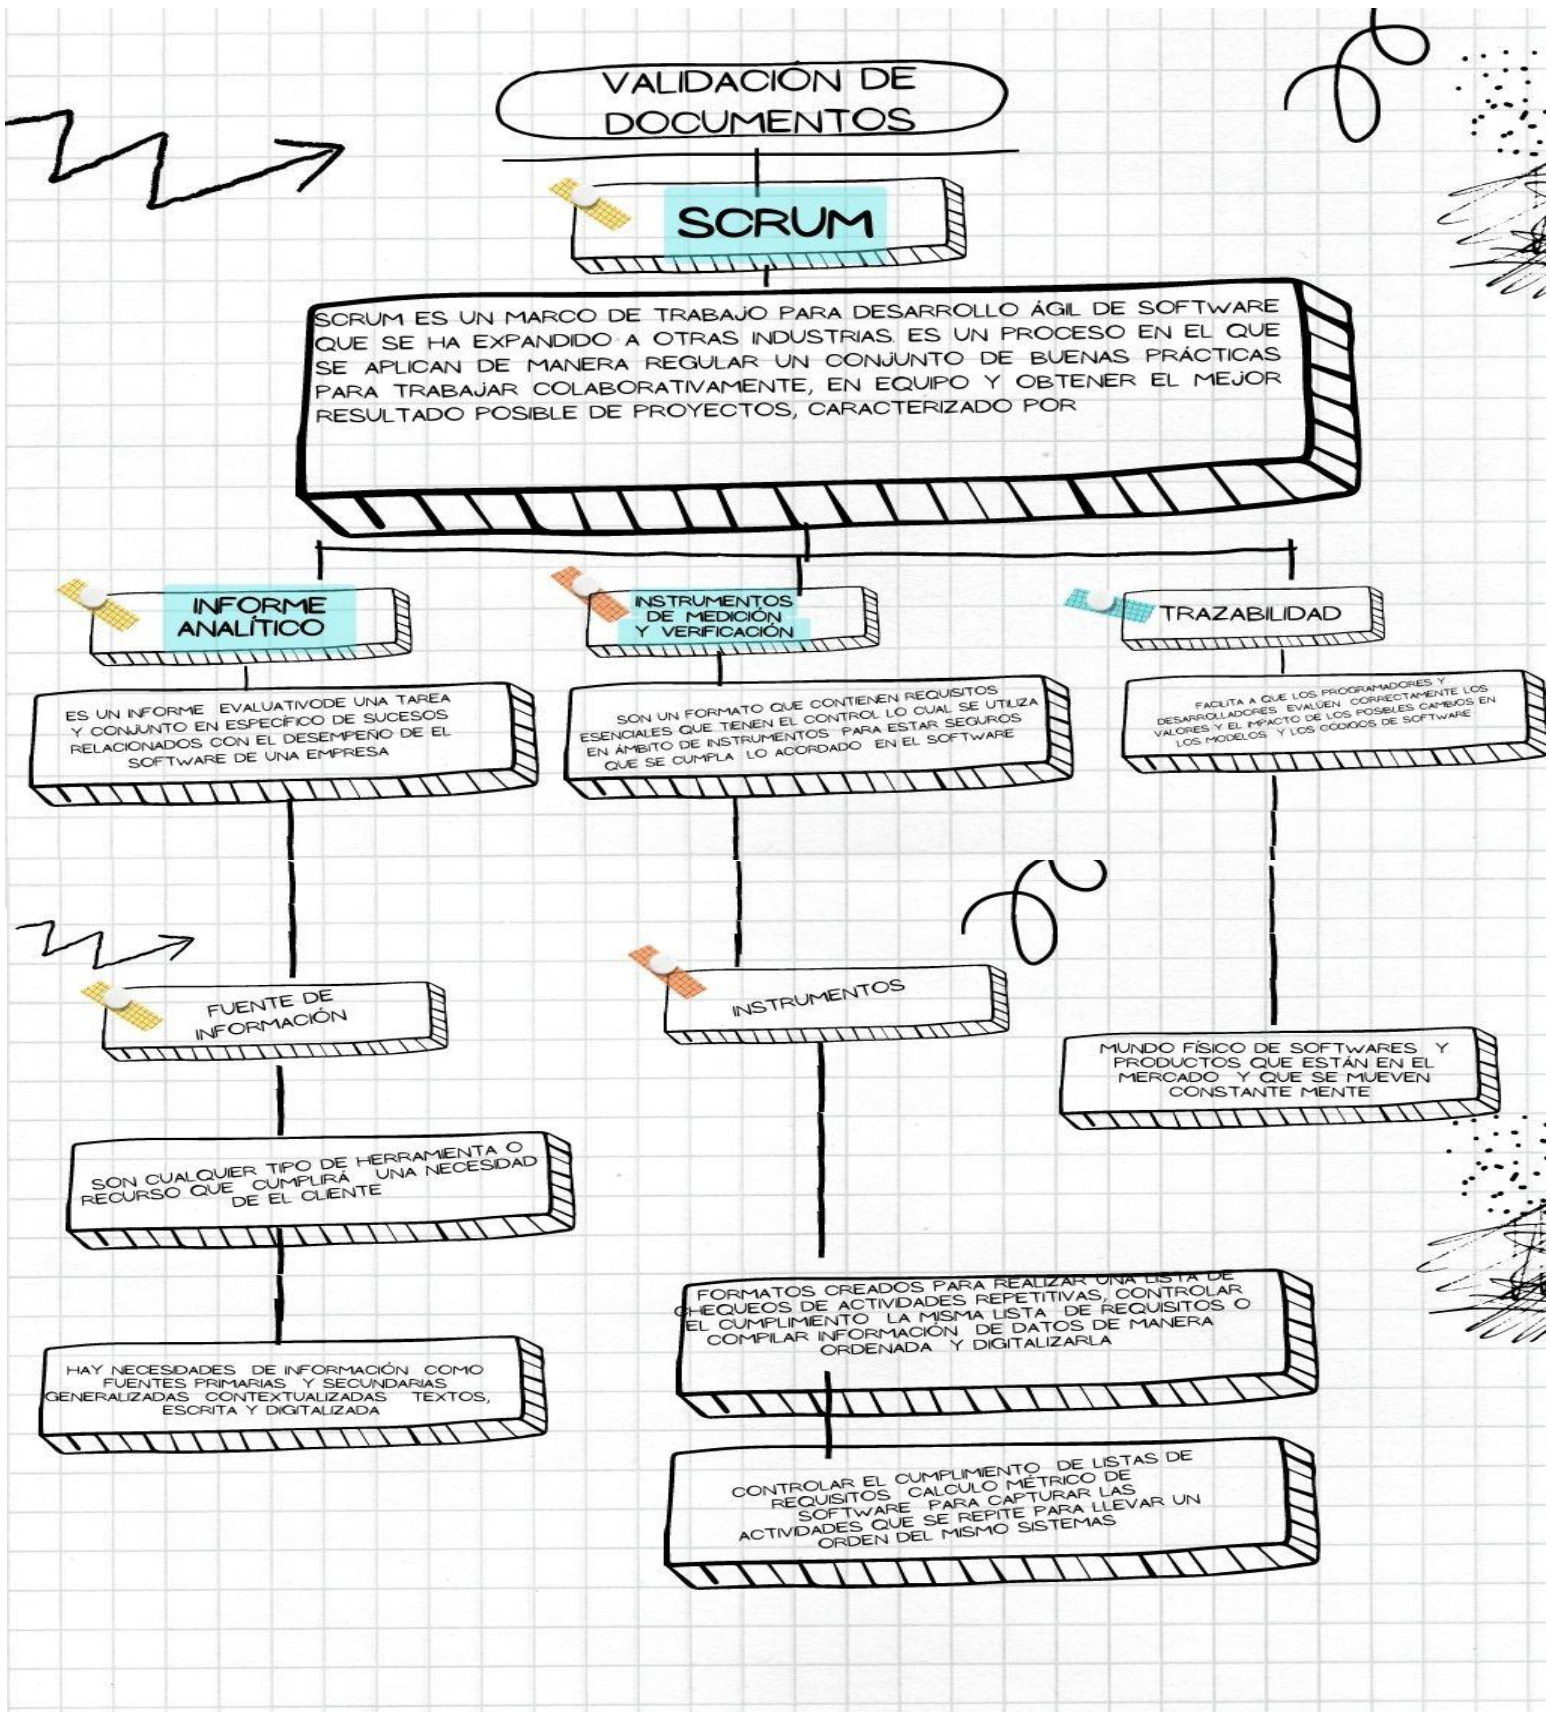 VALIDACIÓN DE
DOCUMENTOS
SCRUM
SCRUM ES UN MARCO DE TRABAJO PARA DESARROLLO ÁGIL DE SOFTWARE
QUE SE HA EXPANDIDO A OTRAS INDUSTRIAS. ES UN PROCESO EN EL QUE
SE APLICAN DE MANERA REGULAR UN CONJUNTO DE BUENAS PRÁCTICAS
PARA TRABAJAR COLABORATIVAMENTE, EN EQUIPO Y OBTENER EL MEJOR
RESULTADO POSIBLE DE PROYECTOS, CARACTERIZADO POR
INFORME
ANALÍTICO
ES UN INFORME EVALUATIVODE UNA TAREA
Y CONJUNTO EN ESPECÍFICO DE SUCESOS
RELACIONADOS CON EL DESEMPEÑO DE EL
SOFTWARE DE UNA EMPRESA
INSTRUMENTOS
DE MEDICIÓN
Y VERIFICACIÓN
SON UN FORMATO QUE CONTIENEN REQUISITOS
ESENCIALES QUE TIENEN EL CONTROL LO CUAL SE UTILIZA
EN ÁMBITO DE INSTRUMENTOS PARA ESTAR SEGUROS
QUE SE CUMPLA LO ACORDADO EN EL SOFTWARE
TRAZABILIDAD
FACILITA A QUE LOS PROGRAMADORES Y
DESARROLLADORES EVALÚEN CORRECTAMENTE LOS
VALORES Y EL IMPACTO DE LOS POSIBLES CAMBIOS EN
LOS MODELOS Y LOS CÓDIGOS DE SOFTWARE
FUENTE DE
INFORMACIÓN
SON CUALQUIER TIPO DE HERRAMIENTA O
RECURSO QUE CUMPLIRÁ UNA NECESIDAD
DE EL CLIENTE
HAY NECESIDADES DE INFORMACIÓN COMO
FUENTES PRIMARIAS Y SECUNDARIAS
GENERALIZADAS CONTEXTUALIZADAS TEXTOS,
ESCRITA Y DIGITALIZADA
INSTRUMENTOS
FORMATOS CREADOS PARA REALIZAR UNA LISTA DE
CHEQUEOS DE ACTIVIDADES REPETITIVAS, CONTROLAR
EL CUMPLIMIENTO LA MISMA LISTA DE REQUISITOS O
COMPILAR INFORMACIÓN DE DATOS DE MANERA
ORDENADA Y DIGITALIZARLA
CONTROLAR EL CUMPLIMIENTO DE LISTAS DE
REQUISITOS CALCULO MÉTRICO DE
SOFTWARE PARA CAPTURAR LAS
ACTIVIDADES QUE SE REPITE PARA LLEVAR UN
ORDEN DEL MISMO SISTEMAS
MUNDO FÍSICO DE SOFTWARES Y
PRODUCTOS QUE ESTÁN EN EL
MERCADO Y QUE SE MUEVEN
CONSTANTE MENTE